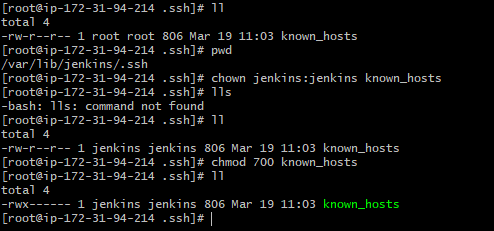 [root@ip-172-31-94-214 .ssh]# ll
total 4
-rw-r--r-- 1 root root 806 Mar 19 11:03 known_hosts
[root@ip-172-31-94-214 .ssh]# pwd
/var/lib/jenkins/.ssh
[root@ip-172-31-94-214 .ssh]# chown jenkins:jenkins known_hosts
[root@ip-172-31-94-214 .ssh]# lls
-bash: lls: command not found
[root@ip-172-31-94-214 .ssh]# ll
total 4
-rw-r--r-- 1 jenkins jenkins 806 Mar 19 11:03 known_hosts
[root@ip-172-31-94-214 .ssh]# chmod 700 known_hosts
[root@ip-172-31-94-214 .ssh]# ll
total 4
-rwx------ 1 jenkins jenkins 806 Mar 19 11:03 known_hosts
[root@ip-172-31-94-214 .ssh]#